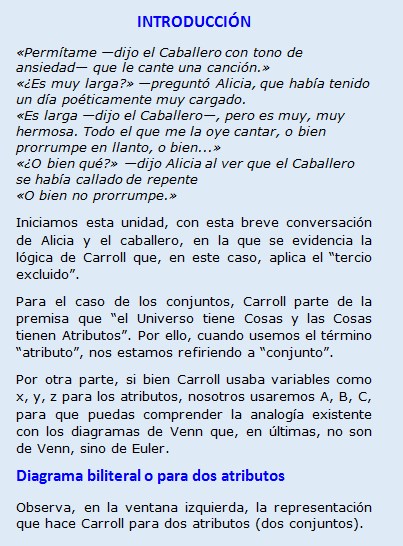 INTRODUCCIÓN
«Permítame —dijo el Caballero con tono de
ansiedad— que le cante una canción.»
«¿Es muy larga?» —preguntó Alicia, que había tenido
un día poéticamente muy cargado.
«Es larga —dijo el Caballero—, pero es muy, muy
hermosa. Todo el que me la oye cantar, o bien
prorrumpe en llanto, o bien...»
«¿O bien qué?» —dijo Alicia al ver que el Caballero
se había callado de repente
«O bien no prorrumpe.»
Iniciamos esta unidad, con esta breve conversación
de Alicia y el caballero, en la que se evidencia la
lógica de Carroll que, en este caso, aplica el “tercio
excluido”.
Para el caso de los conjuntos, Carroll parte de la
premisa que “el Universo tiene Cosas y las Cosas
tienen Atributos”. Por ello, cuando usemos el término
“atributo”, nos estamos refiriendo a “conjunto”.
Por otra parte, si bien Carroll usaba variables como
x, y, z para los atributos, nosotros usaremos A, B, C,
para que puedas comprender la analogía existente
con los diagramas de Venn que, en últimas, no son
de Venn, sino de Euler.
Diagrama biliteral o para dos atributos
Observa, en la ventana izquierda, la representación
que hace Carroll para dos atributos (dos conjuntos).